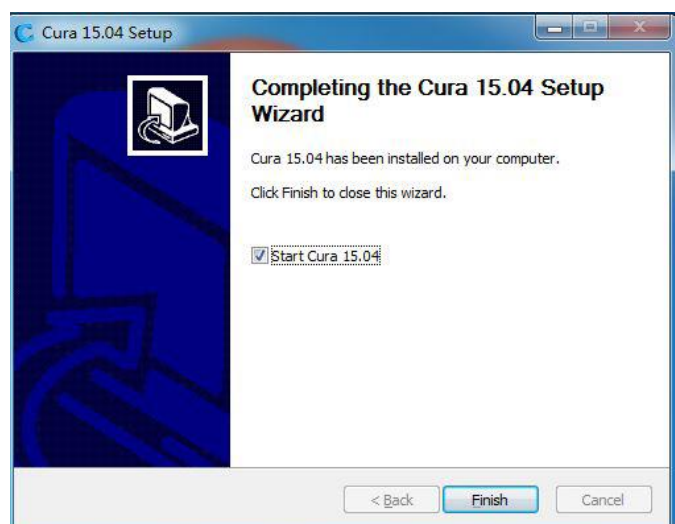 Cura 15.04 Setup
Completing the Cura 15.04 Setup
Wizard
Cura 15.04 has been installed on your computer.
Click Finish to close this wizard.
Start Cura 15.04
< Back Finish Cancel